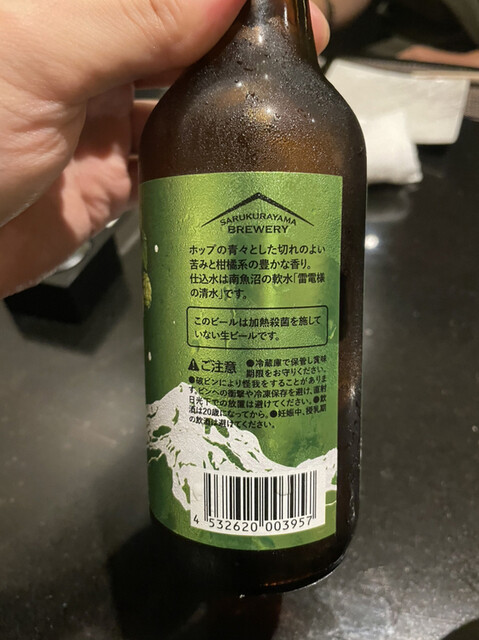 SARUKURAYAMA
BREWERY
ホップの青々とした切れのよい
苦みと柑橘系の豊かな香り。
仕込水は南魚沼の軟水「雷電様
の清水」です。
このビールは加熱殺菌を施して
いない生ビールです。
ご注意 ●冷蔵庫で保管し賞味
期限をお守りください。
●破ビンにより怪我をすることがありま
す。ビンへの衝撃や冷凍保存を避け、直射
日光下での放置は避けてください。●飲
酒は20歳になってから。●妊娠中、授乳期
の飲酒は避けてください。
4 532620 003957